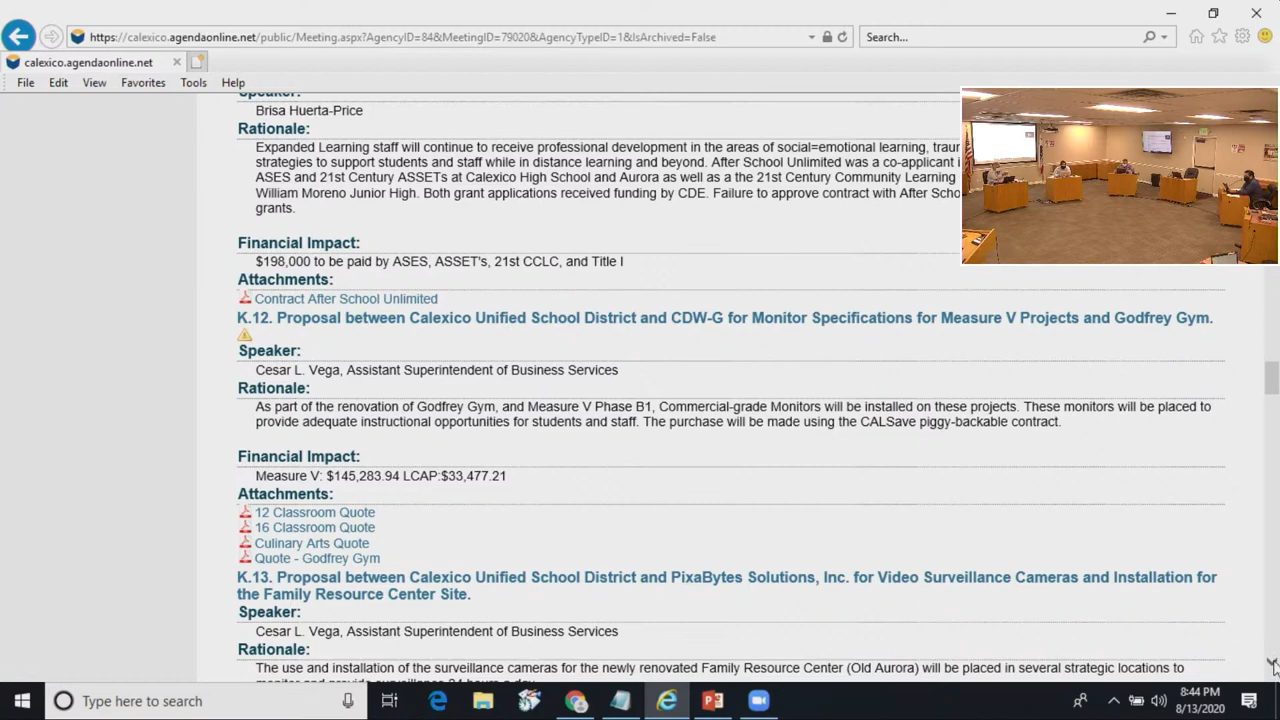 https://calexico.agendaonline.net/public/Meeting.aspx?AgencyID=84&MeetingID=79020&AgencyTypeID=1&IsArchived=False
Search...
calexico.agendaonline.net
File Edit View Favorites Tools Help
Speaker:
Brisa Huerta-Price
Rationale:
Expanded Learning staff will continue to receive professional development in the areas of social=emotional learning,
strategies to support students and staff while in distance learning and beyond. After School Unlimited was a co-applicant
ASES and 21st Century ASSETs at Calexico High School and Aurora as well as a the 21st Century Community Learning
William Moreno Junior High. Both grant applications received funding by CDE. Failure to approve contract with After
grants.
Financial Impact:
$198,000 to be paid by ASES, ASSET's, 21st CCLC, and Title I
Attachments:
Contract After School Unlimited
K.12. Proposal between Calexico Unified School District and CDW-G for Monitor Specifications for Measure V Projects and Godfrey Gym.
Speaker:
Cesar L. Vega, Assistant Superintendent of Business Services
Rationale:
As part of the renovation of Godfrey Gym, and Measure V Phase B1, Commercial-grade Monitors will be installed on these projects. These monitors will be placed to
provide adequate instructional opportunities for students and staff. The purchase will be made using the CALSave piggy-backable contract.
Financial Impact:
Measure V: $145,283.94 LCAP:$33,477.21
Attachments:
12 Classroom Quote
16 Classroom Quote
Culinary Arts Quote
Quote - Godfrey Gym
K.13. Proposal between Calexico Unified School District and PixaBytes Solutions, Inc. for Video Surveillance Cameras and Installation for
the Family Resource Center Site.
Speaker:
Cesar L. Vega, Assistant Superintendent of Business Services
Rationale:
The use and installation of the surveillance cameras for the newly renovated Family Resource Center (Old Aurora) will be placed in several strategic locations to
monitor and provide surveillance 24 hours a day.
Type here to search
8:44 PM
8/13/2020